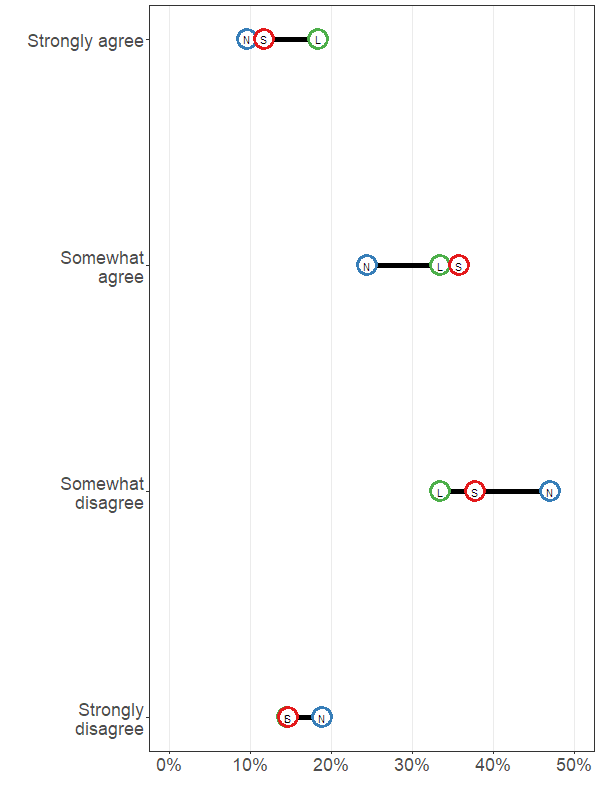 Strongly agree
N S L
Somewhat
agree
N L S
Somewhat
disagree
L S N
Strongly
disagree
S N
0% 10% 20% 30% 40% 50%